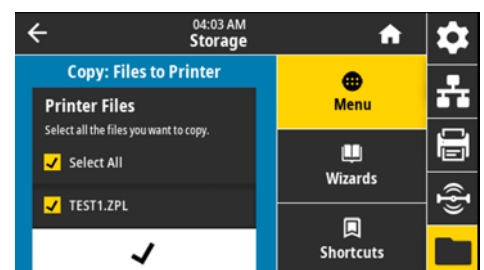 04:03 AM
Storage
Copy: Files to Printer
Printer Files
Select all the files you want to copy.
Select All
TEST1.ZPL
Menu
Wizards
Shortcuts